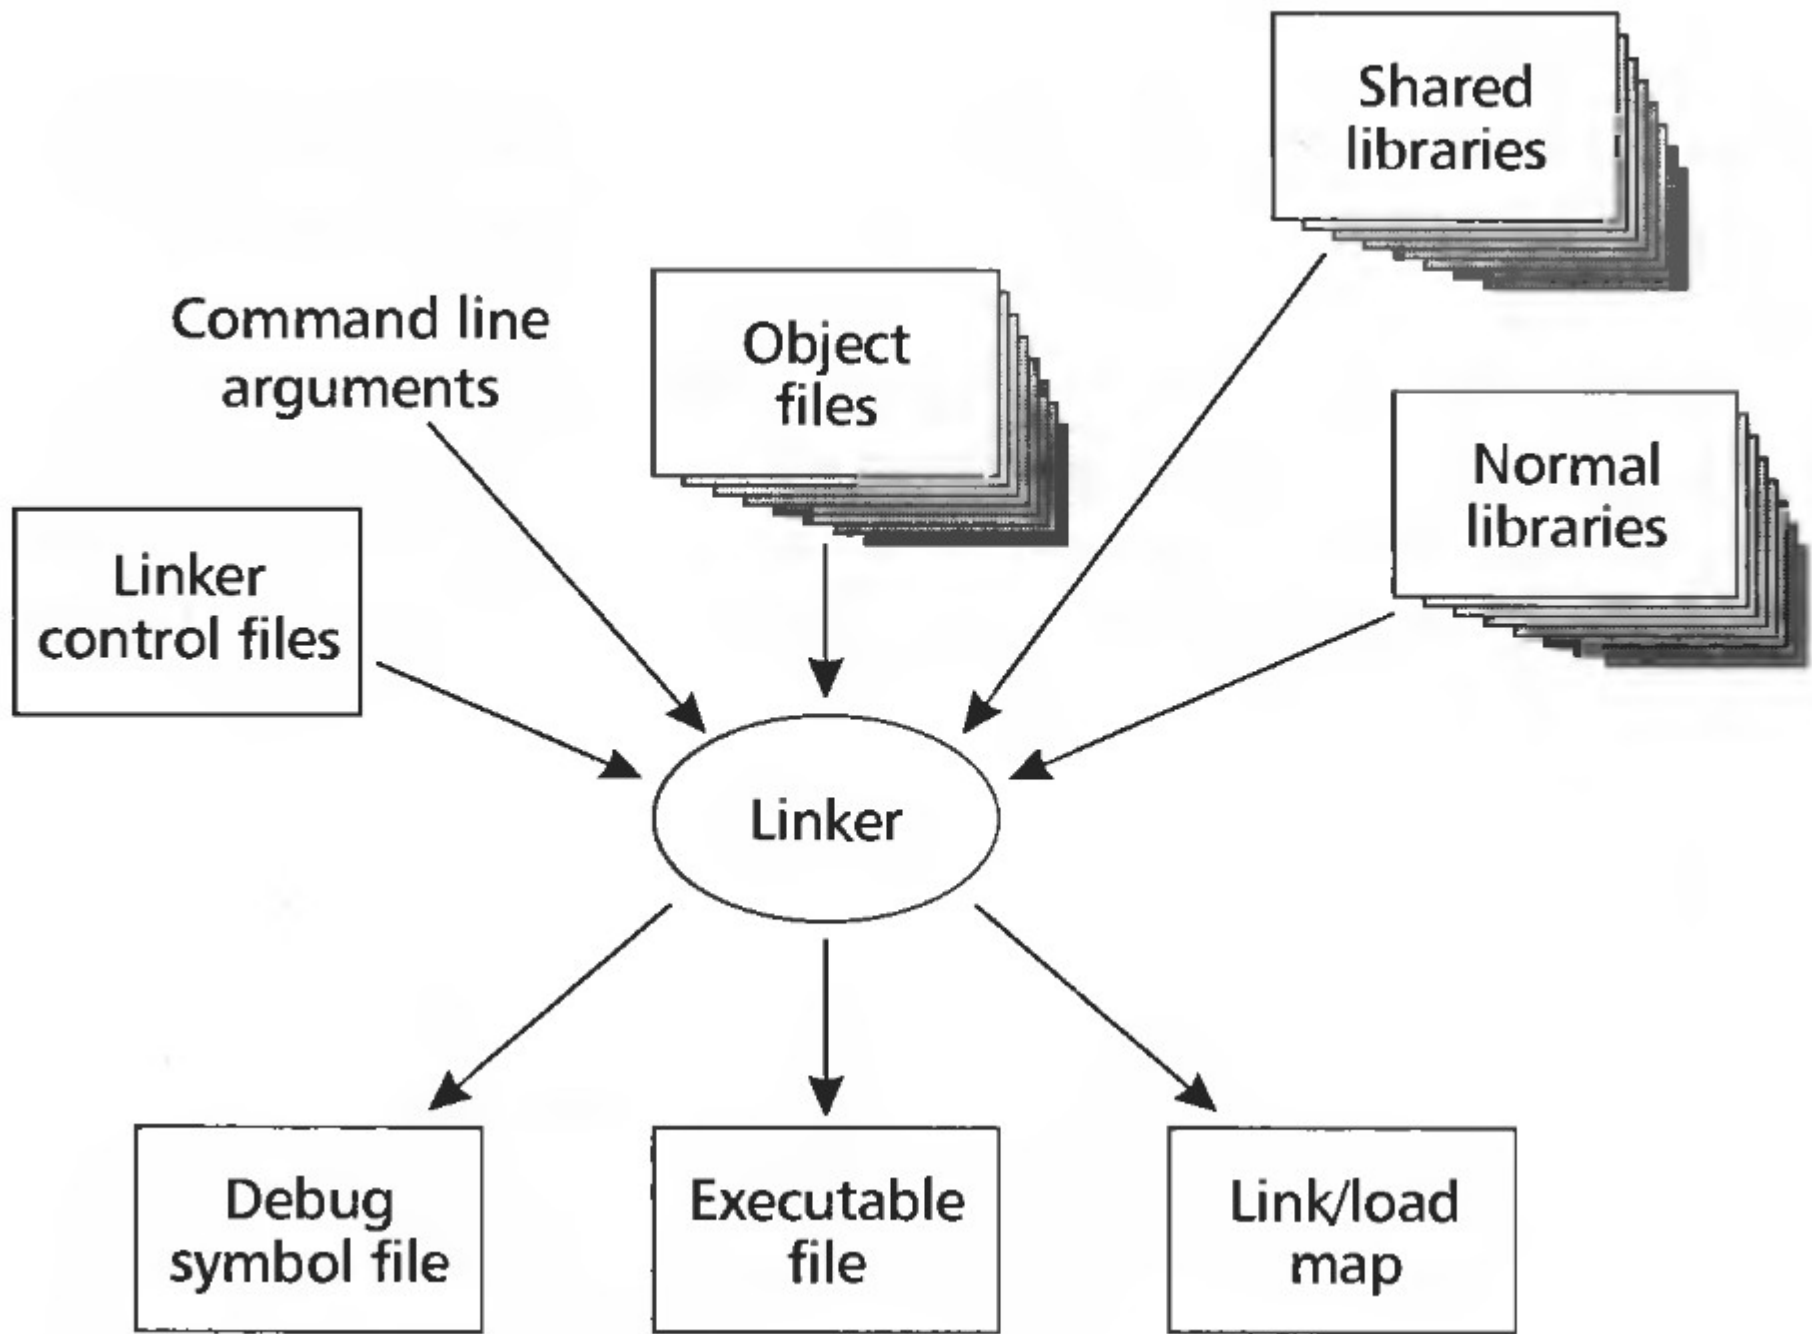 Shared
libraries
Command line
arguments
Object
files
Normal
libraries
Linker
control files
Linker
Debug
symbol file
Executable
file
Link/load
map